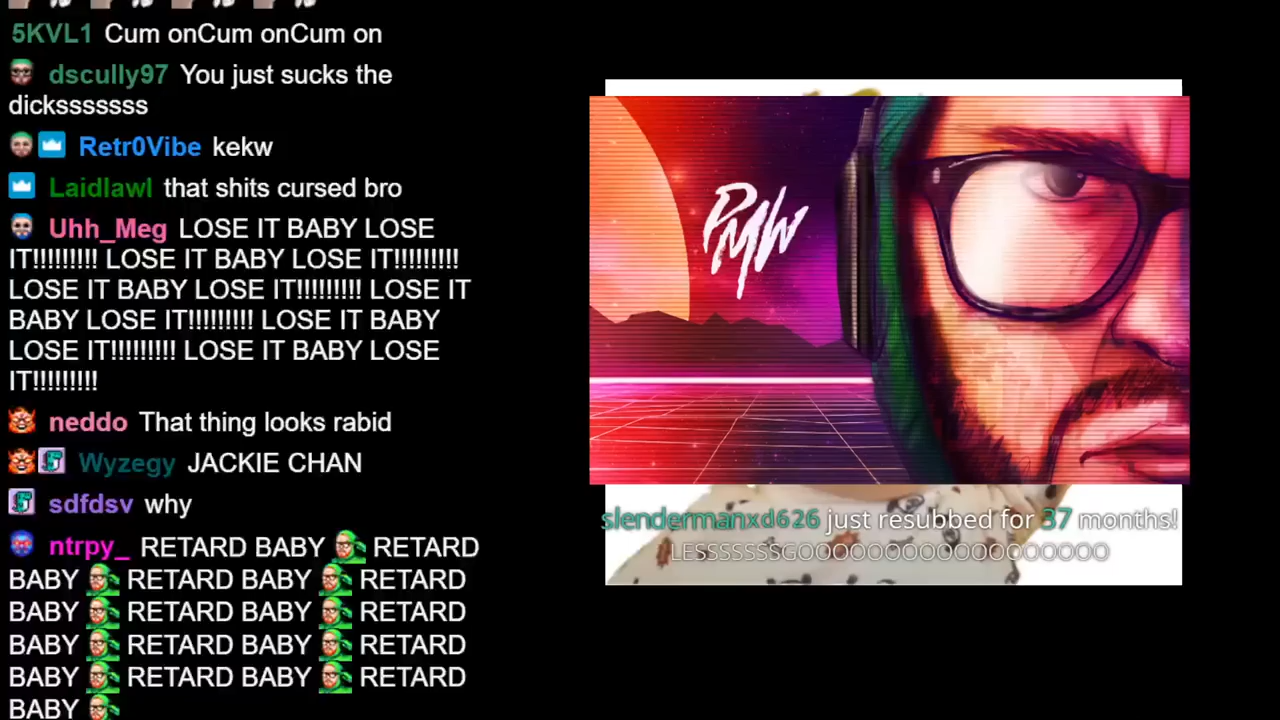 5KVL1 Cum onCum onCum on
dscully97 You just sucks the
dicksssssss
Retr0Vibe kekw
Laidlawl that shits cursed bro
Uhh_Meg LOSE IT BABY LOSE
IT!!!!!!!!! LOSE IT BABY LOSE IT!!!!!!!!!
LOSE IT BABY LOSE IT!!!!!!!!! LOSE IT
BABY LOSE IT!!!!!!!!! LOSE IT BABY
LOSE IT!!!!!!!!! LOSE IT BABY LOSE
IT!!!!!!!!!
neddo That thing looks rabid
Wyzegy JACKIE CHAN
sdfdsv why
ntrpy_ RETARD BABY RETARD
BABY RETARD BABY RETARD
BABY RETARD BABY RETARD
BABY RETARD BABY RETARD
BABY RETARD BABY RETARD
BABY
PMW
slendermanxd626 just resubbed for 37 months!
LESSSSSSSGOOOOOOOOOOOOOOOOOOO